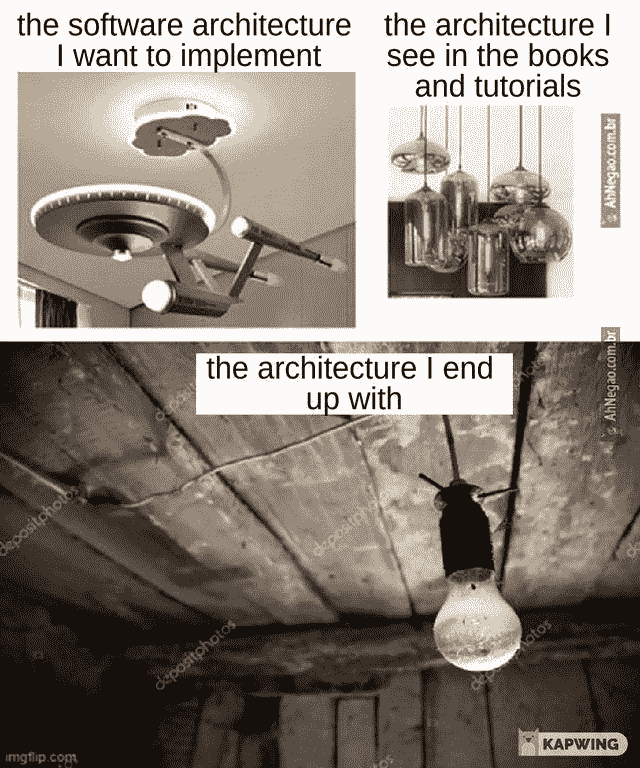 the software architecture
I want to implement
the architecture I
see in the books
and tutorials
AhNegao.com.br
the architecture I end
up with
AhNegao.com.br
depositphotos
depositphotos
depositphotos
depositphotos
depositphotos
imgflip.com
KAPWING